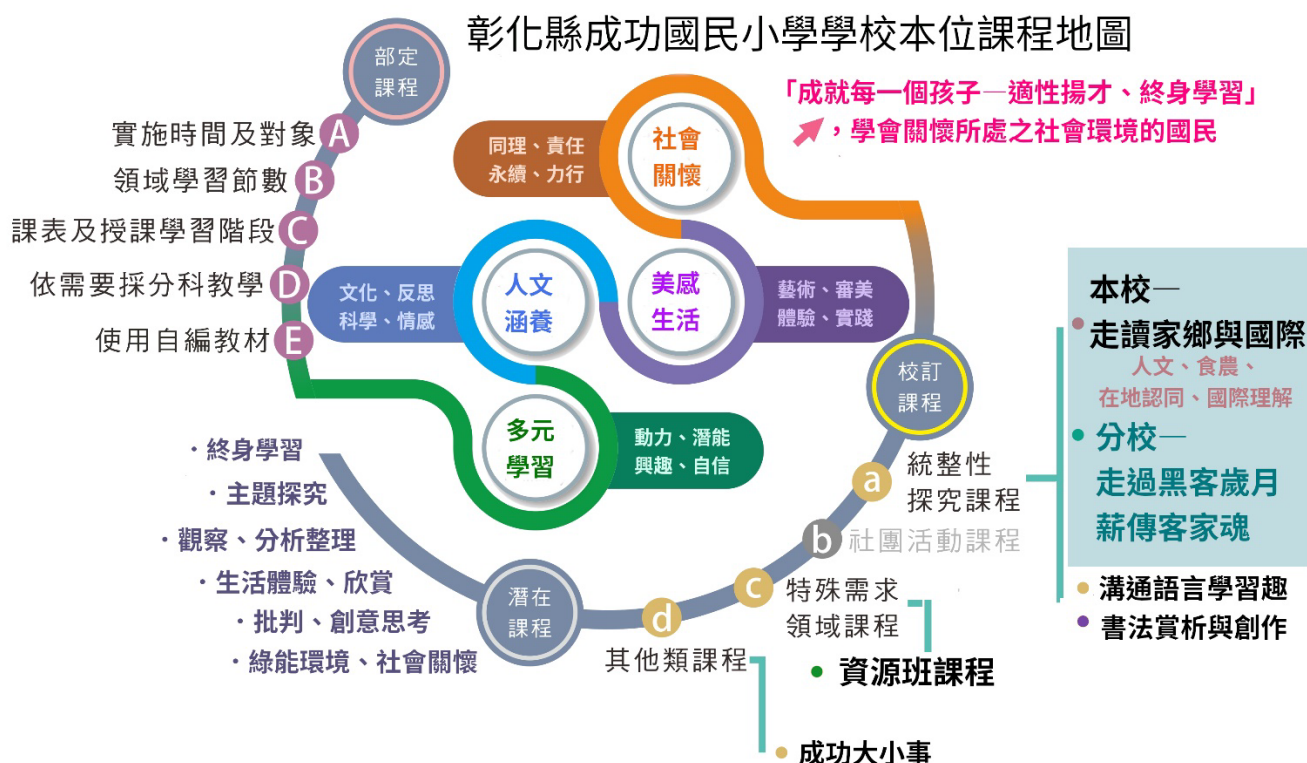 彰化縣成功國民小學學校本位課程地圖
「成就每一個孩子—適性揚才、終身學習」
，學會關懷所處之社會環境的國民
部定
課程
實施時間及對象 A
領域學習節數 B
課表及授課學習階段 C
依需要採分科教學 D
使用自編教材 E
同理、責任
永續、力行
社會
關懷
文化、反思
科學、情感
人文
涵養
美感
生活
藝術、審美
體驗、實踐
多元
學習
動力、潛能
興趣、自信
校訂
課程
a 統整性
探究課程
b 社團活動課程
c 特殊需求
領域課程
• 資源班課程
d 其他類課程
• 成功大小事
本校—
• 走讀家鄉與國際
人文、食農、
在地認同、國際理解
• 分校—
走過黑客歲月
薪傳客家魂
• 溝通語言學習趣
• 書法賞析與創作
潛在
課程
・終身學習
・主題探究
・觀察、分析整理
・生活體驗、欣賞
・批判、創意思考
・綠能環境、社會關懷